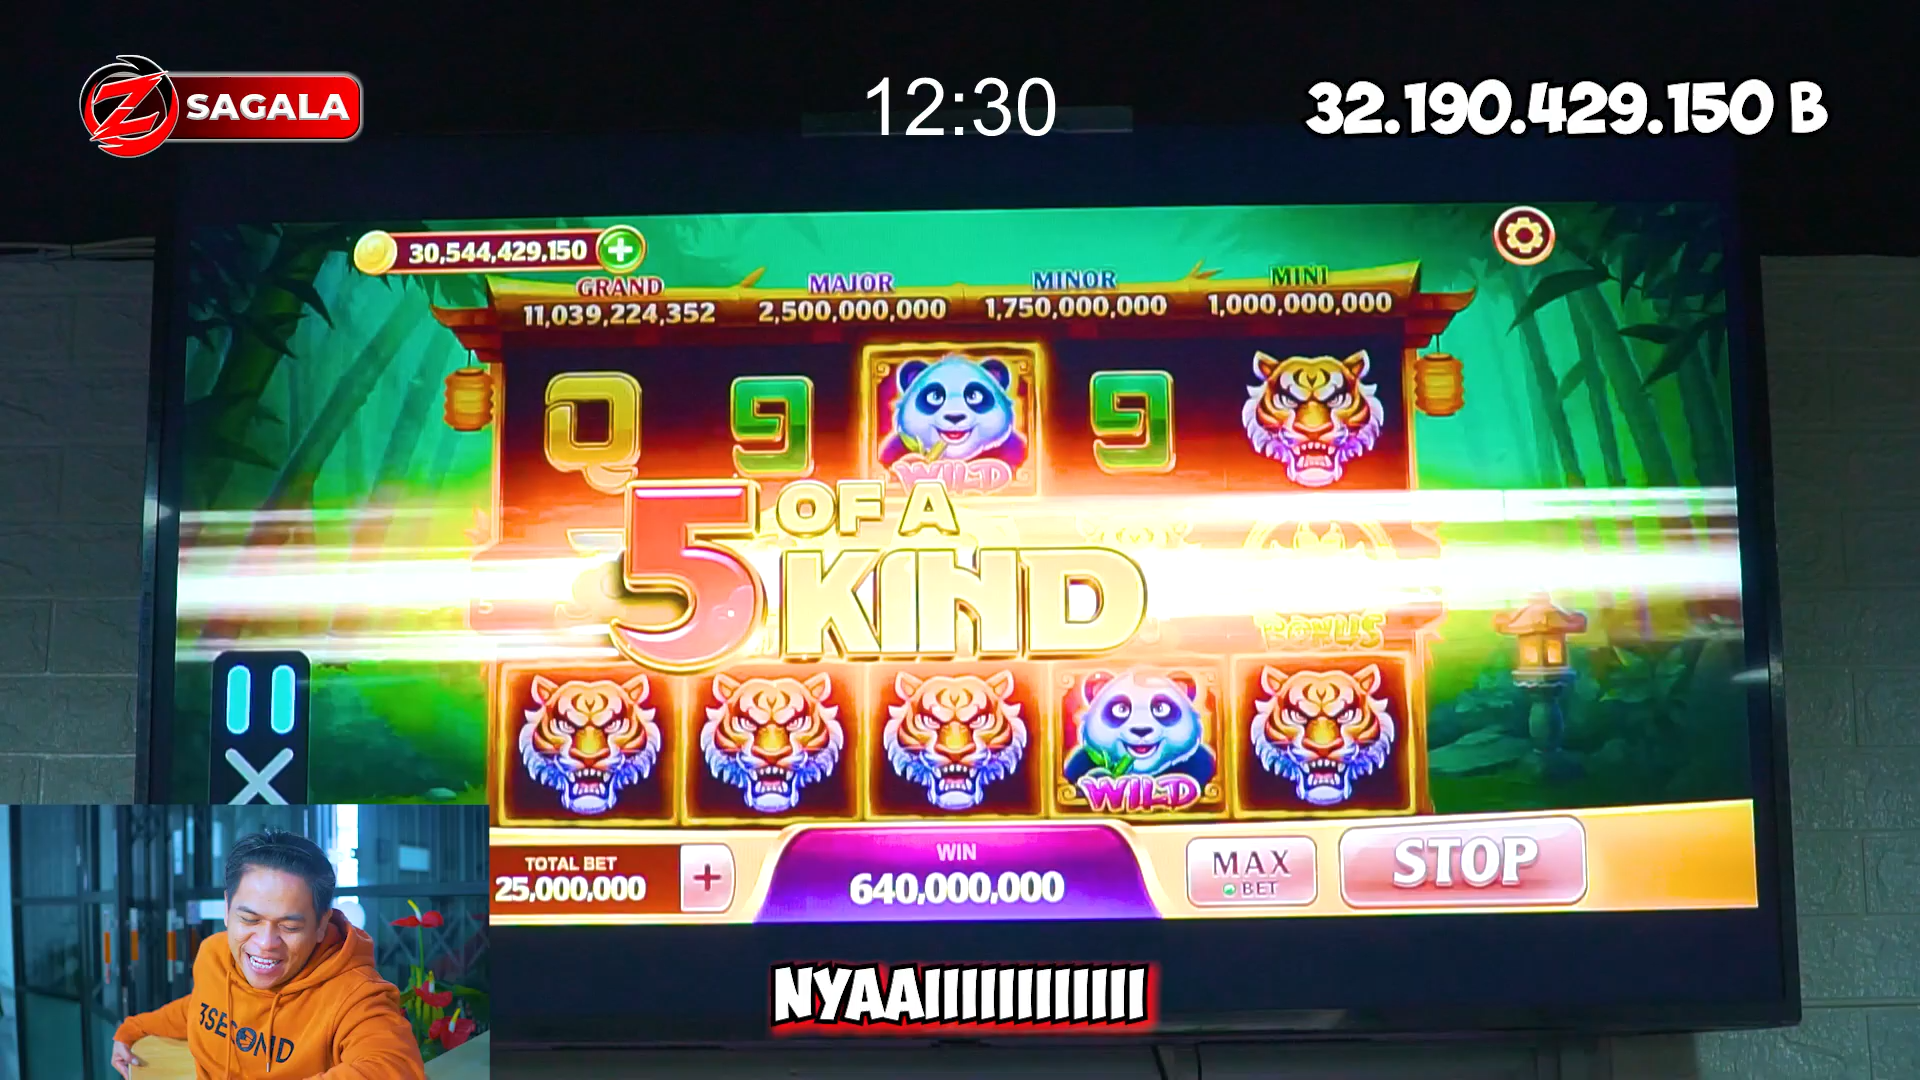 SAGALA
12:30
32.190.429.150 B
30,544,429,150
GRAND
MAJOR
MINOR
MINI
11,039,224,352
2,500,000,000
1,750,000,000
1,000,000,000
Q
9
WILD
9
5 OF A
KIND
BONUS
WILD
TOTAL BET
25,000,000
WIN
640,000,000
MAX
BET
STOP
3SECOND
NYAAIIIIIIIIIIII